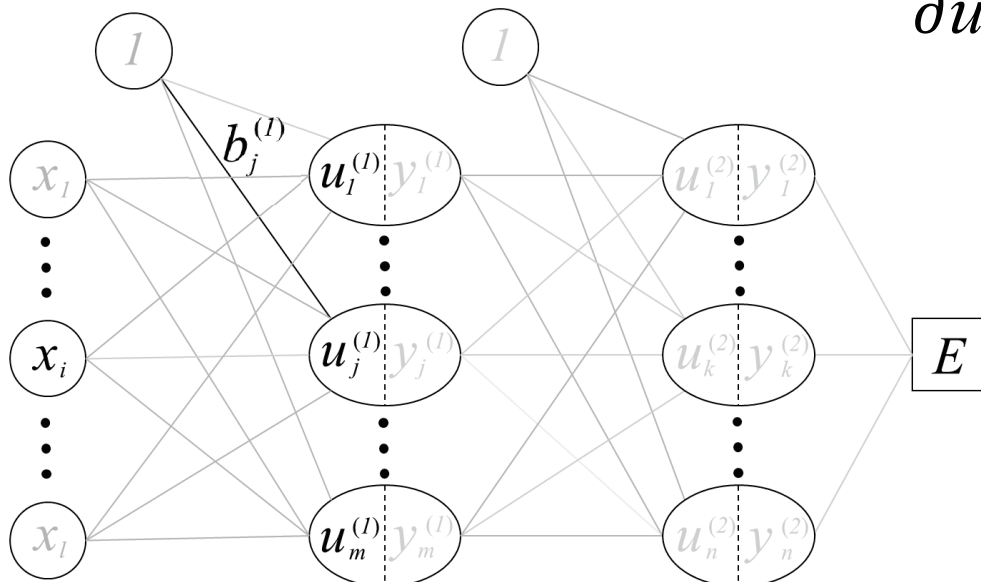 ∂u
1 1
b_j^(1)
x_1 u_1^(1) y_1^(1) u_1^(2) y_1^(2)
x_i u_j^(1) y_j^(1) u_k^(2) y_k^(2) E
x_l u_m^(1) y_m^(1) u_n^(2) y_n^(2)